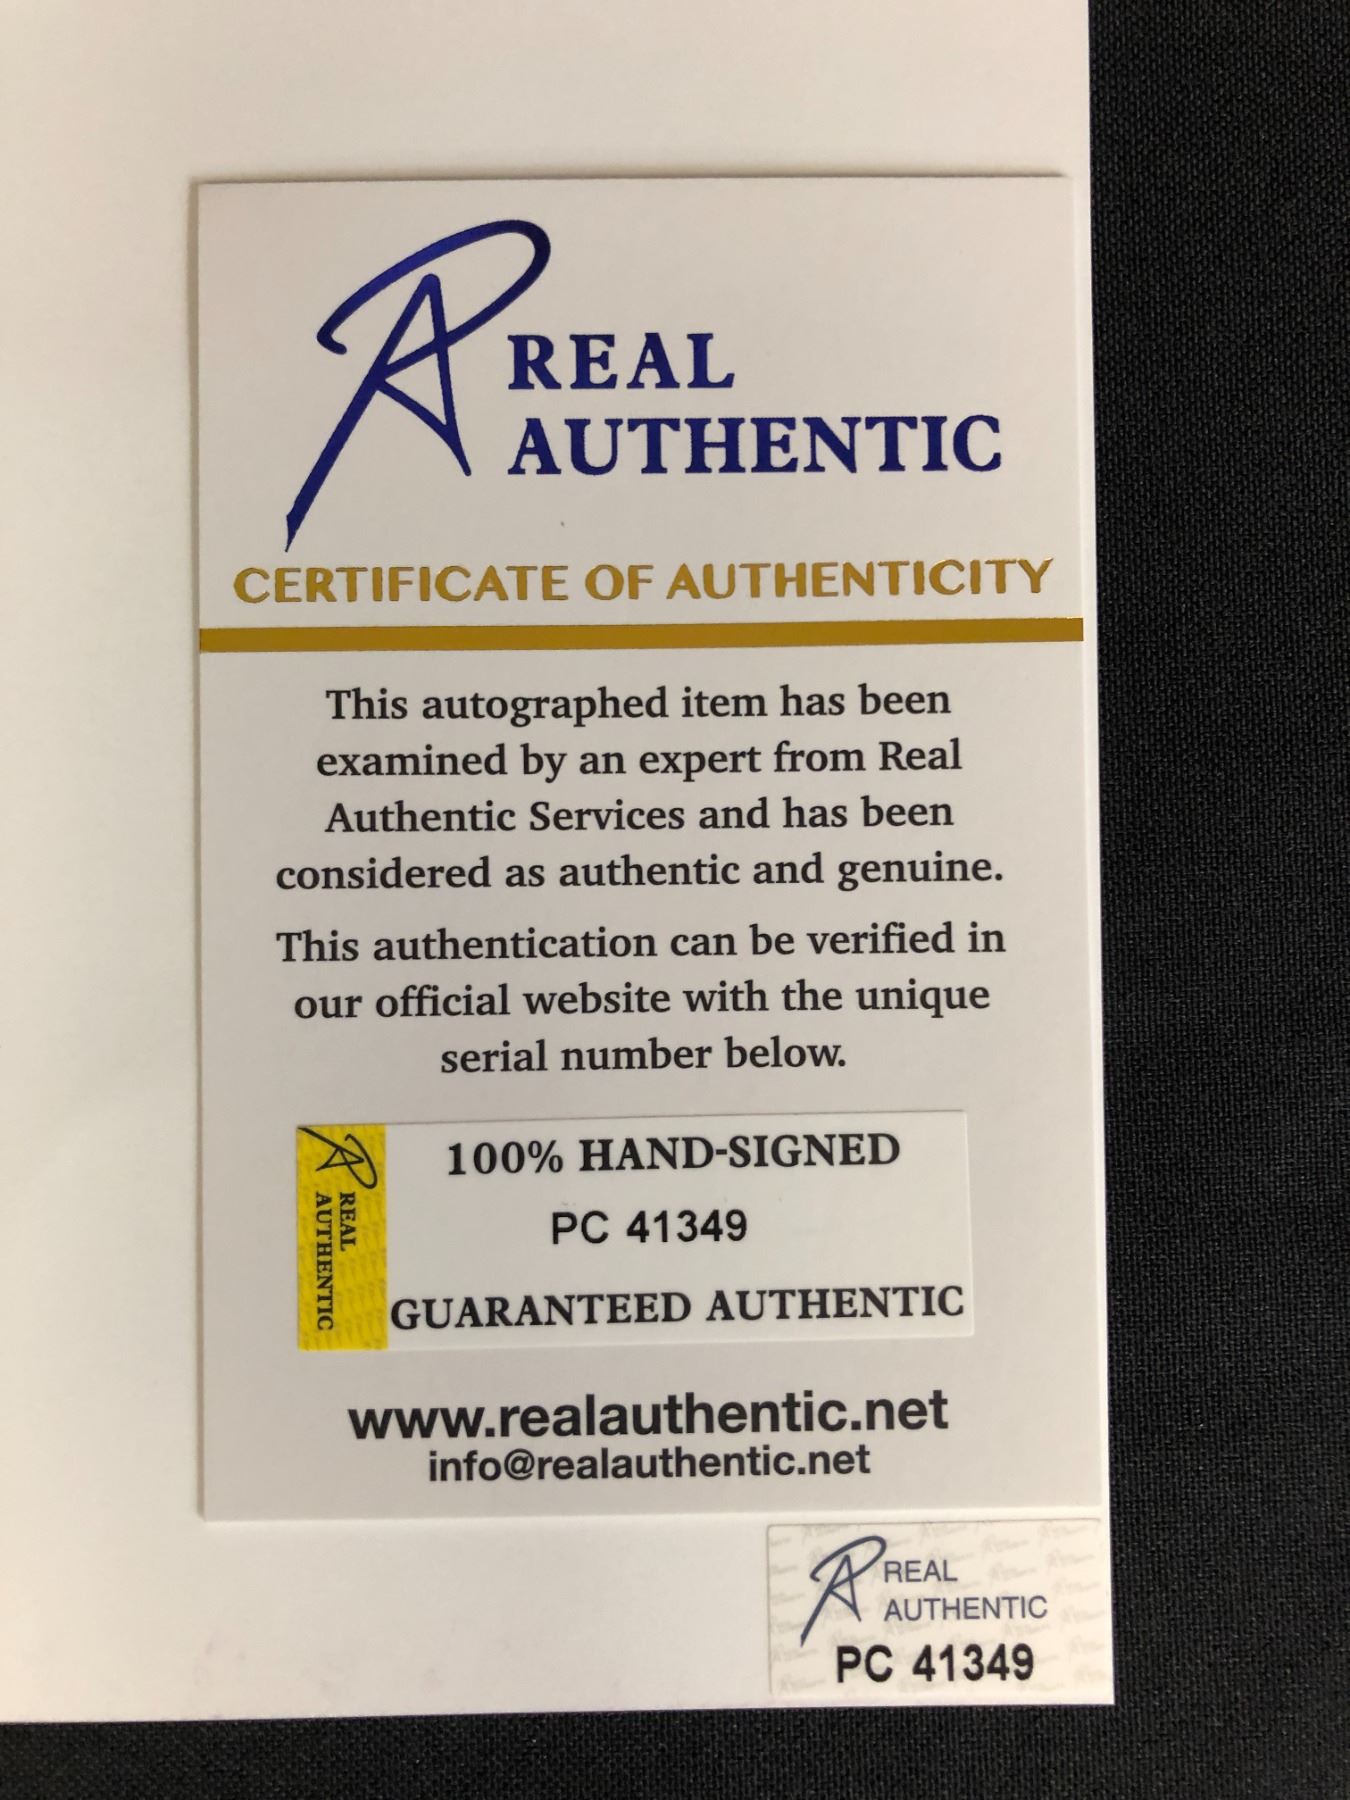 REAL
AUTHENTIC
CERTIFICATE OF AUTHENTICITY
This autographed item has been
examined by an expert from Real
Authentic Services and has been
considered as authentic and genuine.
This authentication can be verified in
our official website with the unique
serial number below.
REAL
AUTHENTIC
100% HAND-SIGNED
PC 41349
GUARANTEED AUTHENTIC
www.realauthentic.net
info@realauthentic.net
REAL
AUTHENTIC
PC 41349